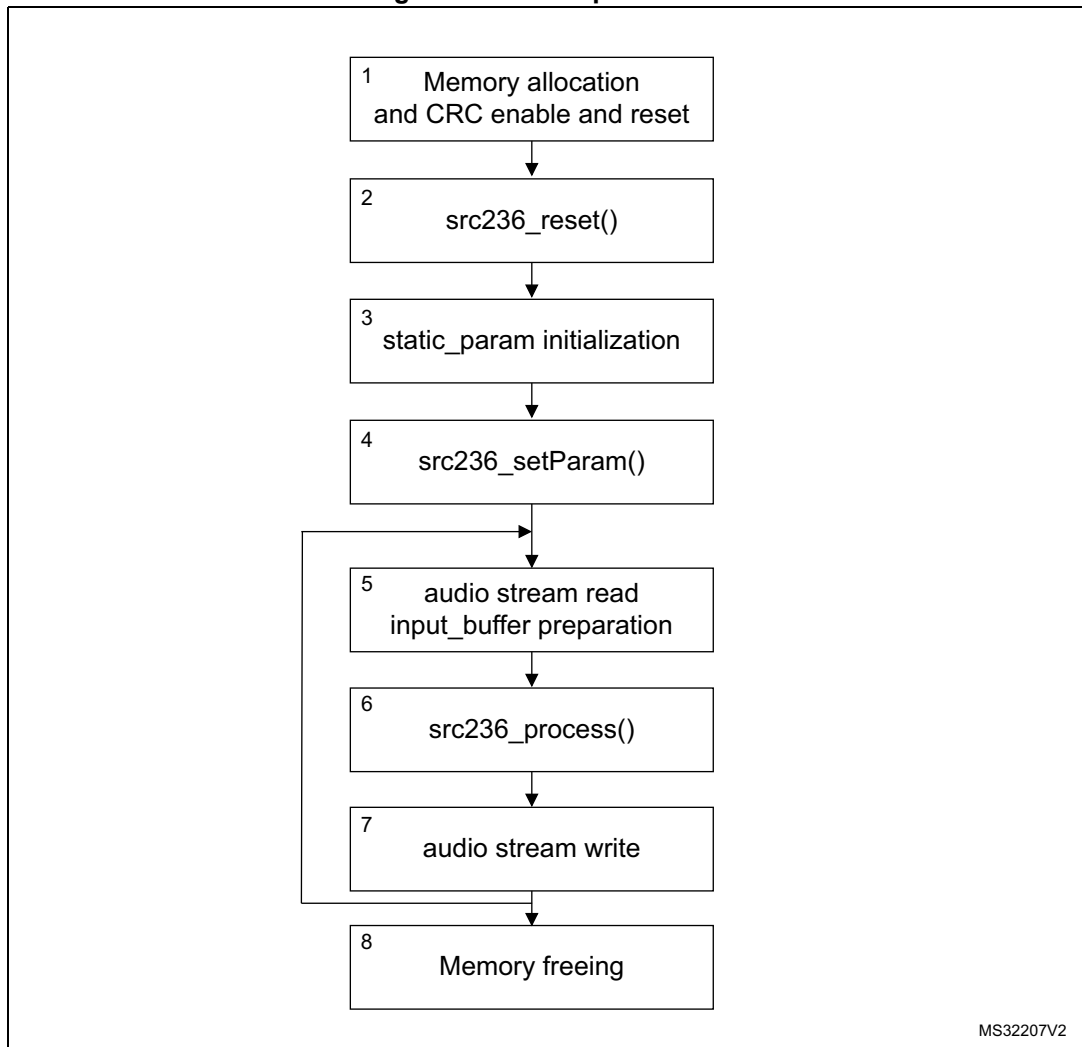 1
Memory allocation
and CRC enable and reset
2
src236_reset()
3
static_param initialization
4
src236_setParam()
5
audio stream read
input_buffer preparation
6
src236_process()
7
audio stream write
8
Memory freeing
MS32207V2